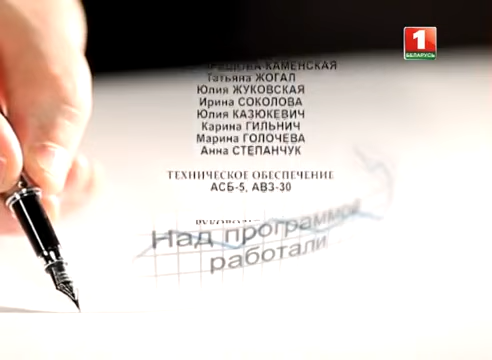 1
БЕЛАРУСЬ
Татьяна ЖОГАЛ
Юлия ЖУКОВСКАЯ
Ирина СОКОЛОВА
Юлия КАЗЮКЕВИЧ
Карина ГИЛЬНИЧ
Марина ГОЛОЧЕВА
Анна СТЕПАНЧУК
ТЕХНИЧЕСКОЕ ОБЕСПЕЧЕНИЕ
АСБ-5, АВЗ-30
Над программой
работали